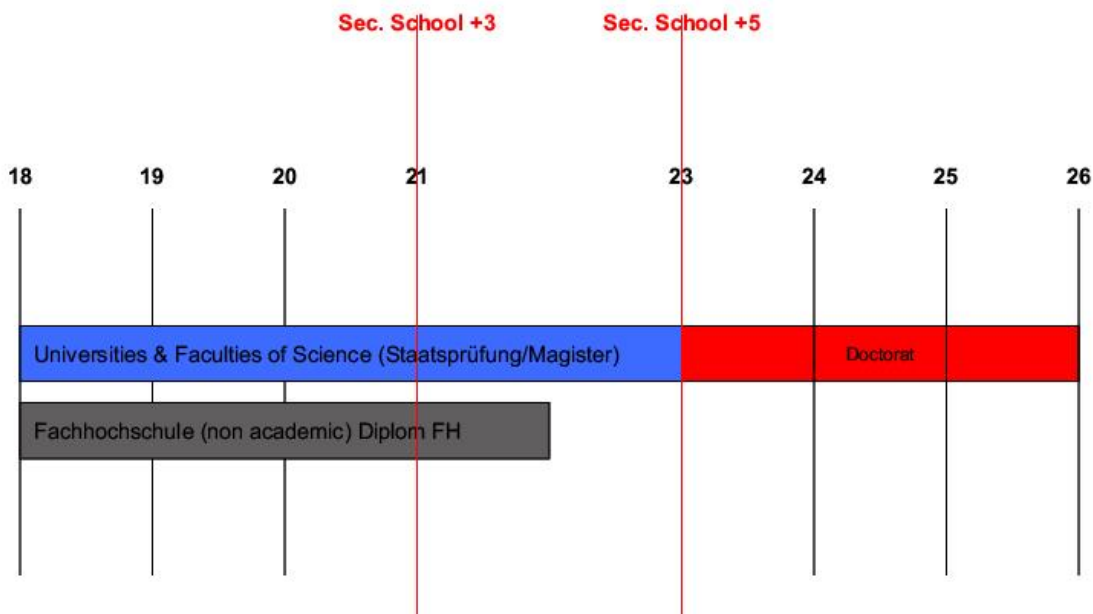 Sec. School +3 Sec. School +5
18 19 20 21 23 24 25 26
Universities & Faculties of Science (Staatsprüfung/Magister) Doctorat
Fachhochschule (non academic) Diplom FH